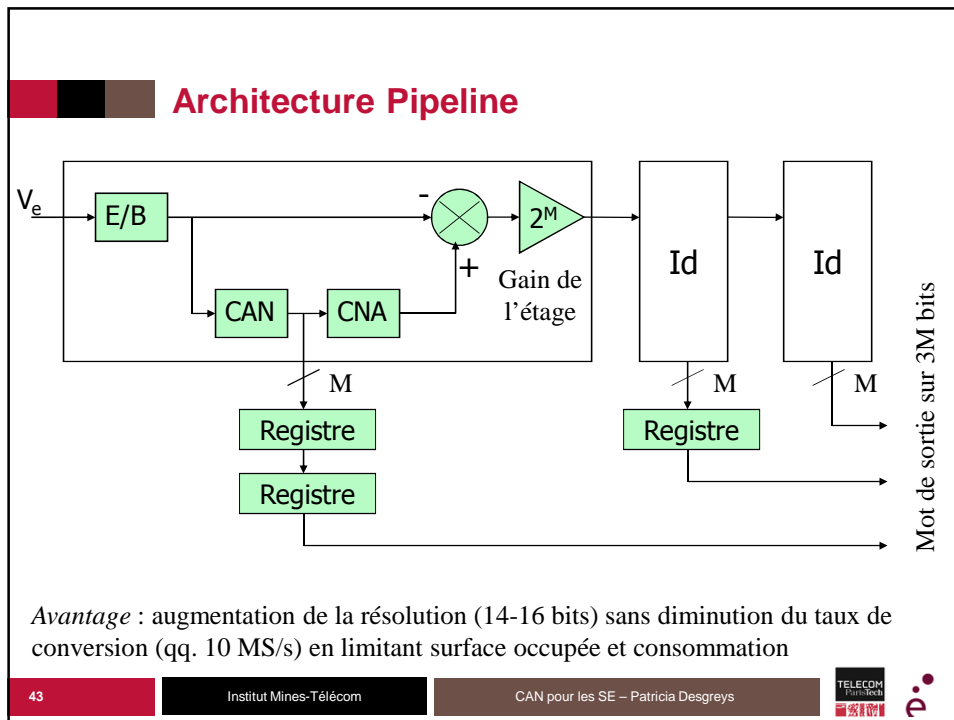 Architecture Pipeline
Ve
E/B
-
2^M
+
Gain de
l'étage
CAN
CNA
Id
Id
M
M
M
Registre
Registre
Registre
Mot de sortie sur 3M bits
Avantage : augmentation de la résolution (14-16 bits) sans diminution du taux de
conversion (qq. 10 MS/s) en limitant surface occupée et consommation
43
Institut Mines-Télécom
CAN pour les SE – Patricia Desgreys
TELECOM
ParisTech